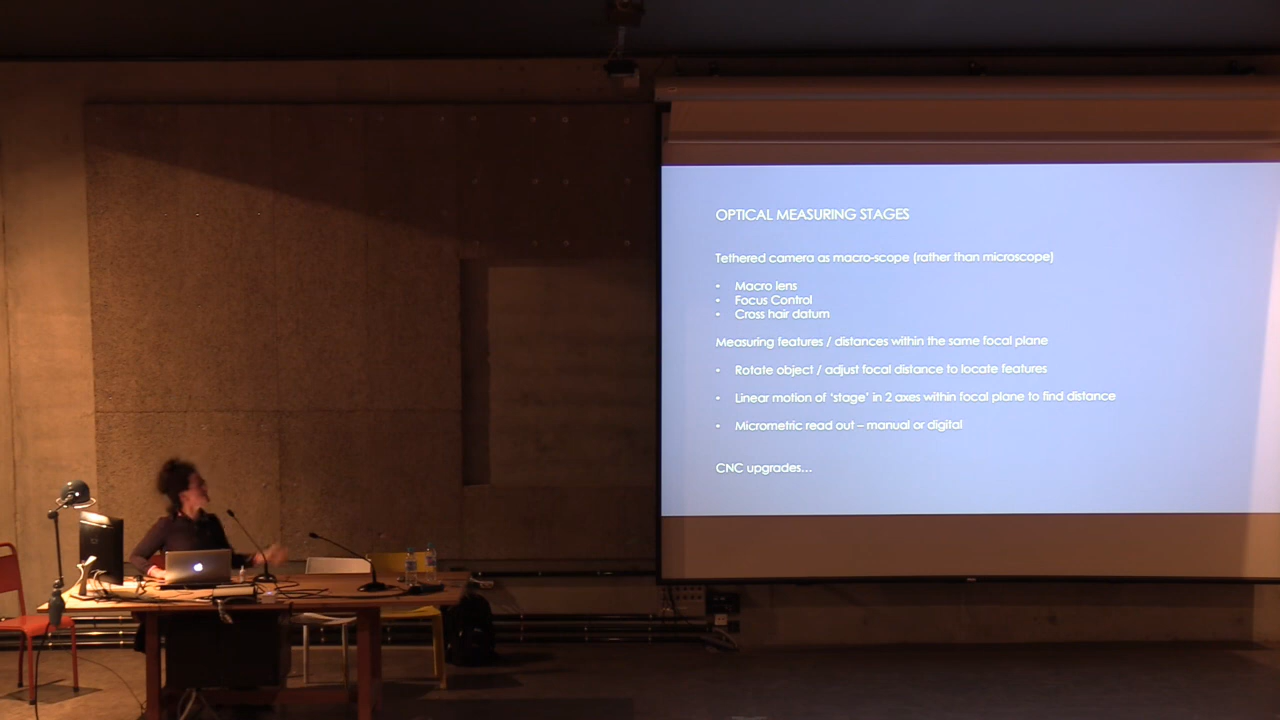 OPTICAL MEASURING STAGES
Tethered camera as macro-scope (rather than microscope)
• Macro lens
• Focus Control
• Cross hair datum
Measuring features / distances within the same focal plane
• Rotate object / adjust focal distance to locate features
• Linear motion of ‘stage’ in 2 axes within focal plane to find distance
• Micrometric read out – manual or digital
CNC upgrades...